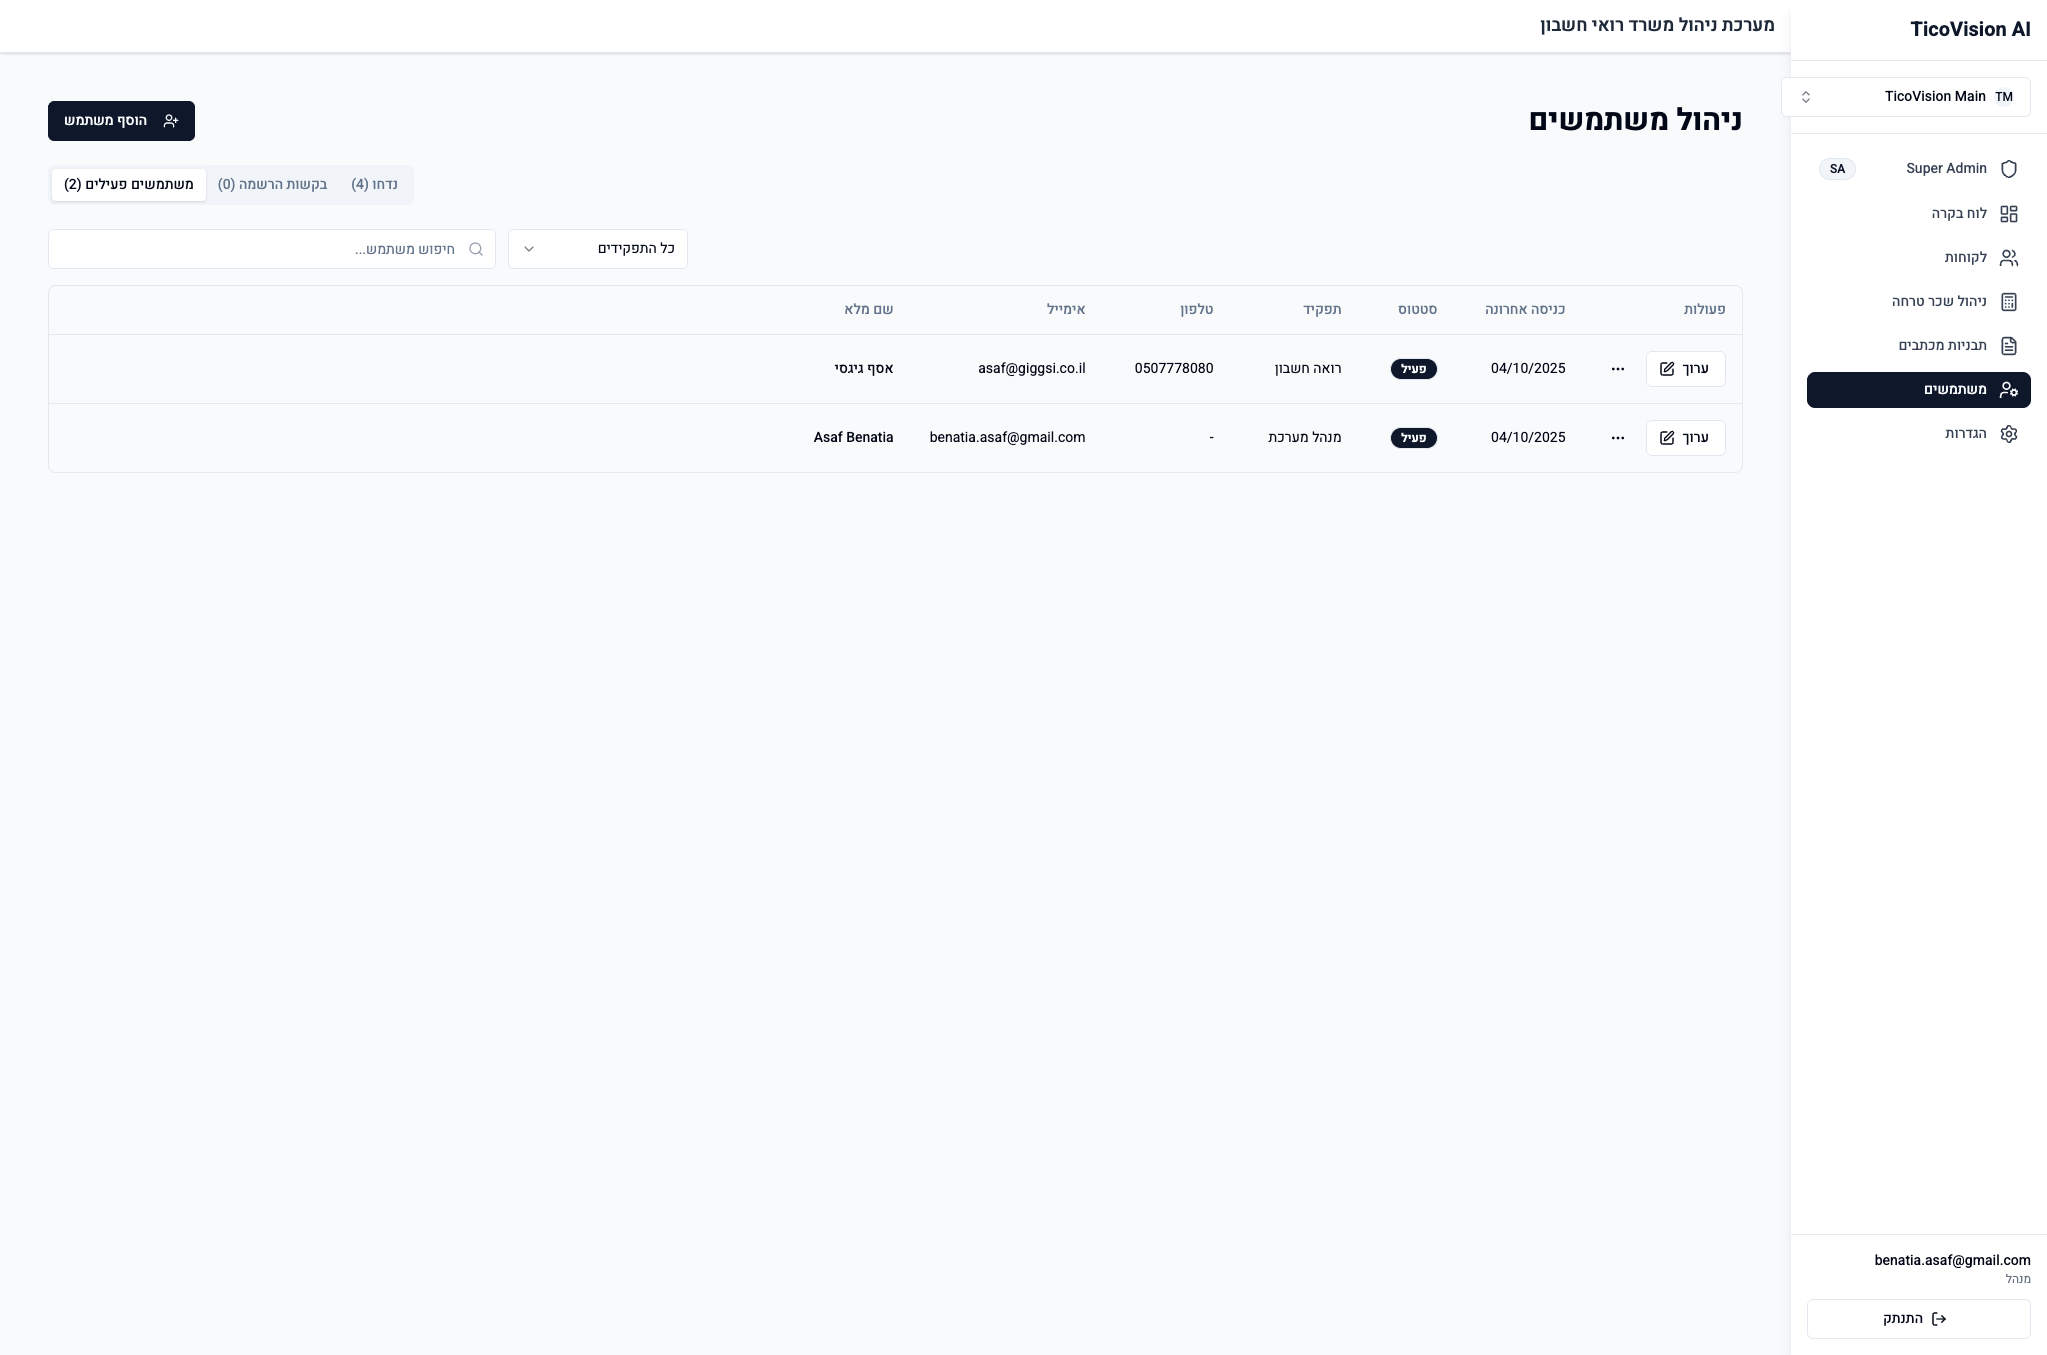 TicoVision AI
TM TicoVision Main
Super Admin SA
לוח בקרה
לקוחות
ניהול שכר טרחה
תבניות מכתבים
משתמשים
הגדרות
benatia.asaf@gmail.com
מנהל
התנתק
מערכת ניהול משרד רואי חשבון
ניהול משתמשים
הוסף משתמש
נדחו (4) בקשות הרשמה (0) משתמשים פעילים (2)
כל התפקידים חיפוש משתמש...
פעולות כניסה אחרונה סטטוס תפקיד טלפון אימייל שם מלא
ערוך ... 04/10/2025 פעיל רואה חשבון 0507778080 asaf@giggsi.co.il אסף גיגסי
ערוך ... 04/10/2025 פעיל מנהל מערכת - benatia.asaf@gmail.com Asaf Benatia